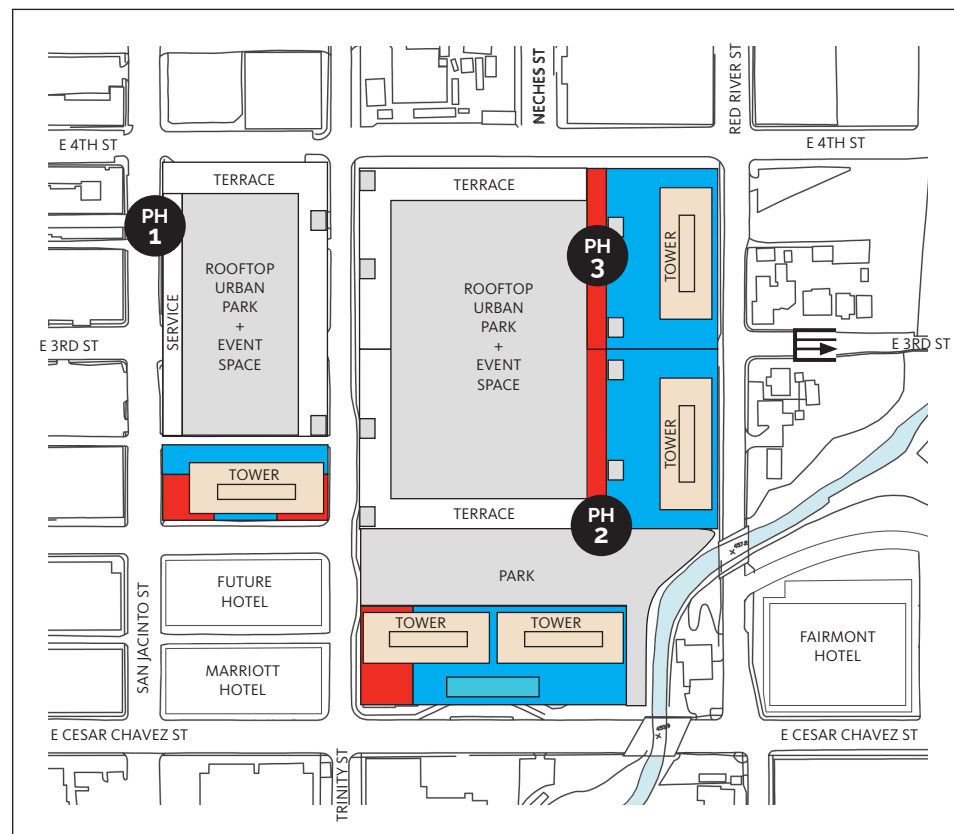 NECHES ST
RED RIVER ST
E 4TH ST
E 4TH ST
TERRACE
TERRACE
PH
1
PH
3
TOWER
SERVICE
ROOFTOP
URBAN
PARK
+
EVENT
SPACE
ROOFTOP
URBAN
PARK
+
EVENT
SPACE
E 3RD ST
E 3RD ST
TOWER
TOWER
TERRACE
PH
2
PARK
SAN JACINTO ST
FUTURE
HOTEL
TOWER
TOWER
FAIRMONT
HOTEL
MARRIOTT
HOTEL
E CESAR CHAVEZ ST
E CESAR CHAVEZ ST
TRINITY ST